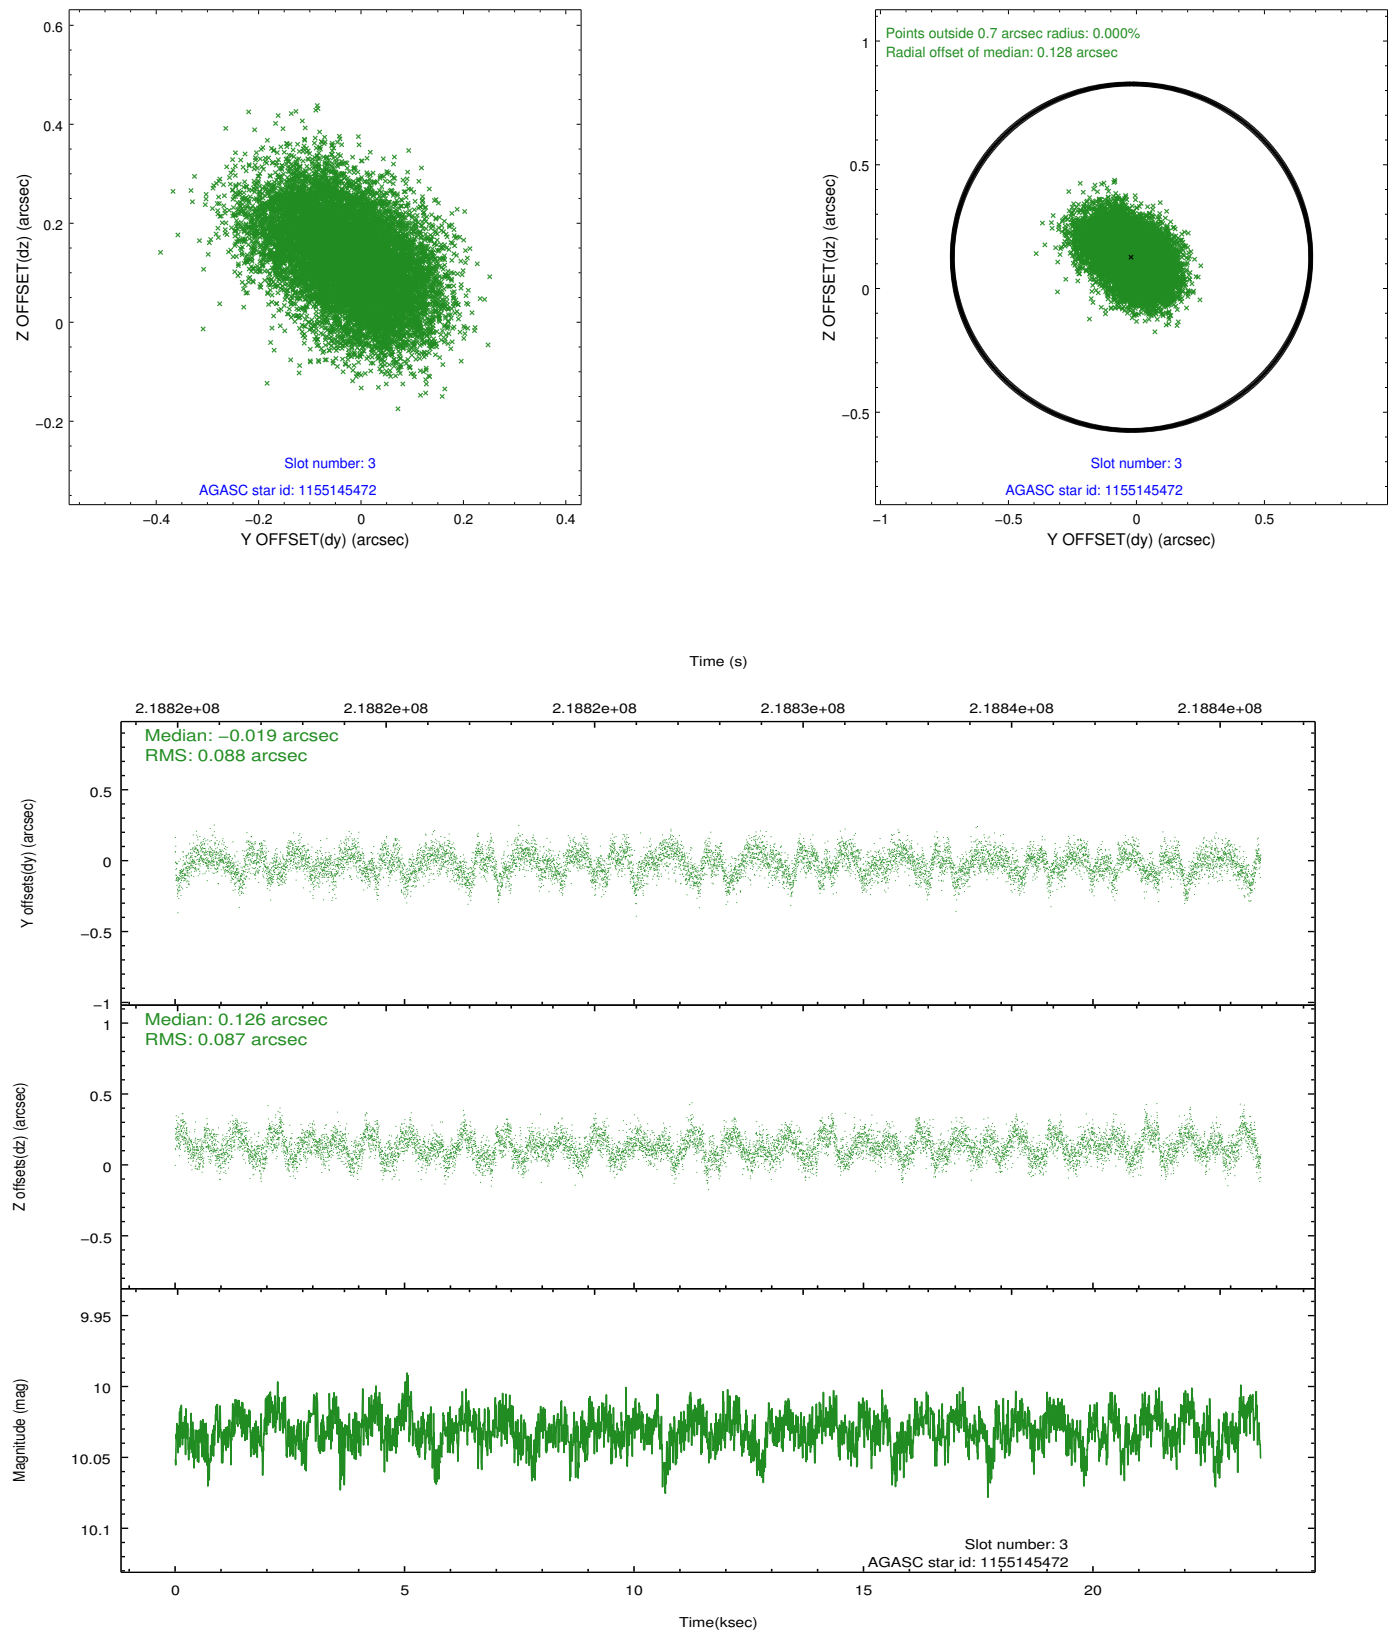 0.6
0.4
0.2
0
−0.2
Z OFFSET(dz) (arcsec)
Slot number: 3
AGASC star id: 1155145472
−0.4 −0.2 0 0.2 0.4
Y OFFSET(dy) (arcsec)
Points outside 0.7 arcsec radius: 0.000%
Radial offset of median: 0.128 arcsec
1
0.5
0
−0.5
Z OFFSET(dz) (arcsec)
Slot number: 3
AGASC star id: 1155145472
−1 −0.5 0 0.5
Y OFFSET(dy) (arcsec)
Time (s)
2.1882e+08 2.1882e+08 2.1882e+08 2.1883e+08 2.1884e+08 2.1884e+08
Median: −0.019 arcsec
RMS: 0.088 arcsec
0.5
0
−0.5
−1
Y offsets(dy) (arcsec)
Median: 0.126 arcsec
RMS: 0.087 arcsec
1
0.5
0
−0.5
Z offsets(dz) (arcsec)
9.95
10
10.05
10.1
Magnitude (mag)
Slot number: 3
AGASC star id: 1155145472
0 5 10 15 20
Time(ksec)